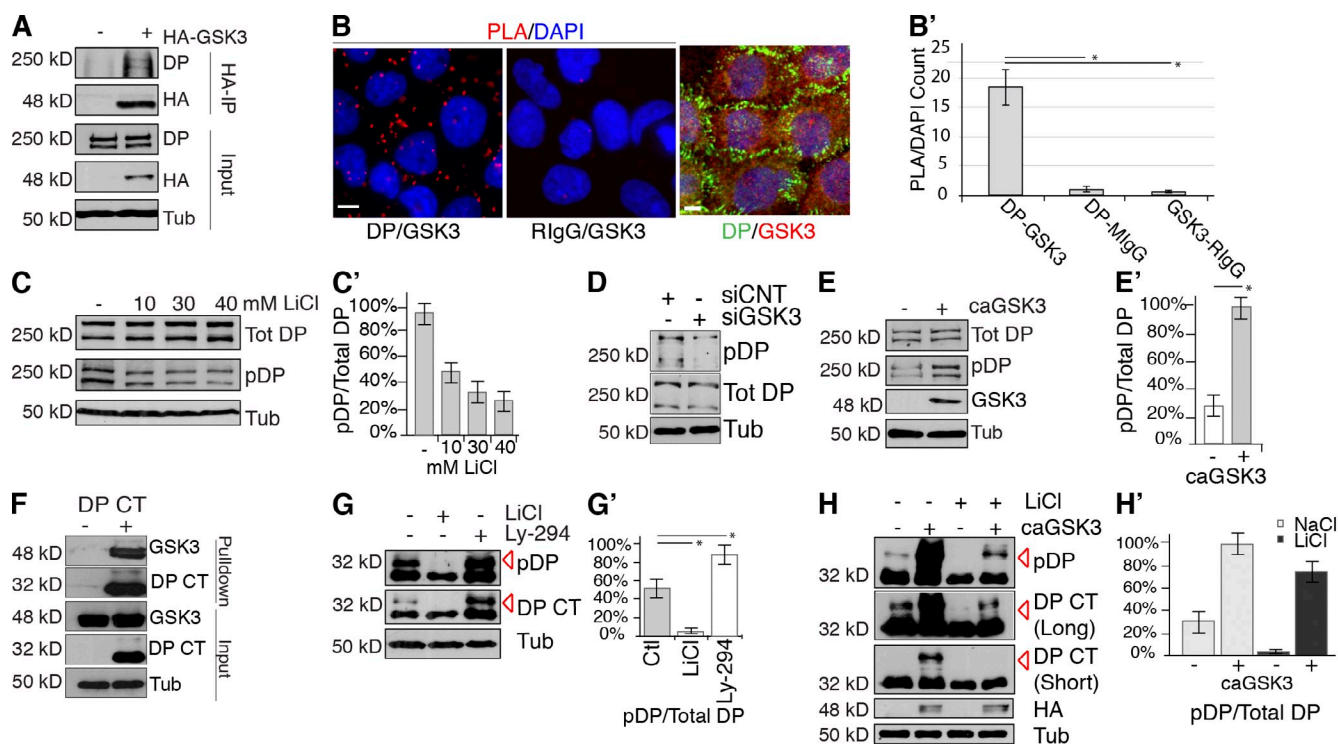 A
- + HA-GSK3
250 kD DP
48 kD HA
HA-IP
250 kD DP
48 kD HA
50 kD Tub
Input
B
PLA/DAPI
DP/GSK3 RIgG/GSK3 DP/GSK3
B'
PLA/DAPI Count
25
20
15
10
5
0
DP-GSK3
DP-MIgG
GSK3-RIgG
* *
C
- 10 30 40 mM LiCl
250 kD Tot DP
250 kD pDP
50 kD Tub
C'
pDP/Total DP
100%
80%
60%
40%
20%
0%
- 10 30 40
mM LiCl
D
+ - siCNT
- + siGSK3
250 kD pDP
250 kD Tot DP
50 kD Tub
E
- + caGSK3
250 kD Tot DP
250 kD pDP
48 kD GSK3
50 kD Tub
E'
pDP/Total DP
100%
80%
60%
40%
20%
0%
*
- +
caGSK3
F
DP CT
- +
48 kD GSK3
32 kD DP CT
Pulldown
48 kD GSK3
32 kD DP CT
50 kD Tub
Input
G
- + - LiCl
- - + Ly-294
32 kD pDP
32 kD DP CT
50 kD Tub
G'
100%
80%
60%
40%
20%
0%
* *
Ctl
LiCl
Ly-294
pDP/Total DP
H
- - + + LiCl
- + - + caGSK3
32 kD pDP
32 kD DP CT
(Long)
32 kD DP CT
(Short)
48 kD HA
50 kD Tub
H'
NaCl
LiCl
100%
80%
60%
40%
20%
0%
- + - +
caGSK3
pDP/Total DP